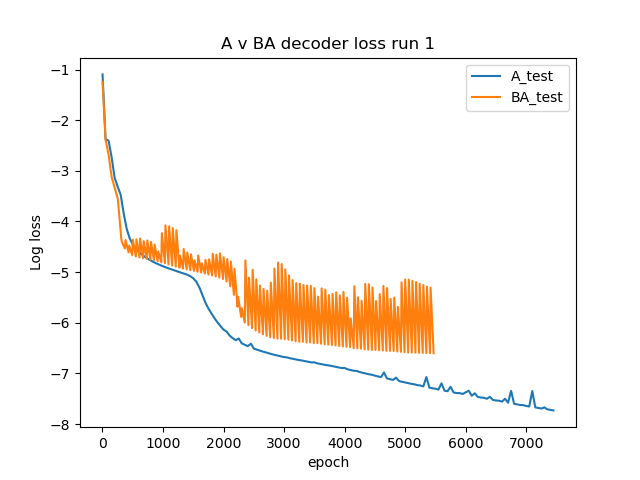 A v BA decoder loss run 1
A_test
BA_test
Log loss
−1
−2
−3
−4
−5
−6
−7
−8
0 1000 2000 3000 4000 5000 6000 7000
epoch